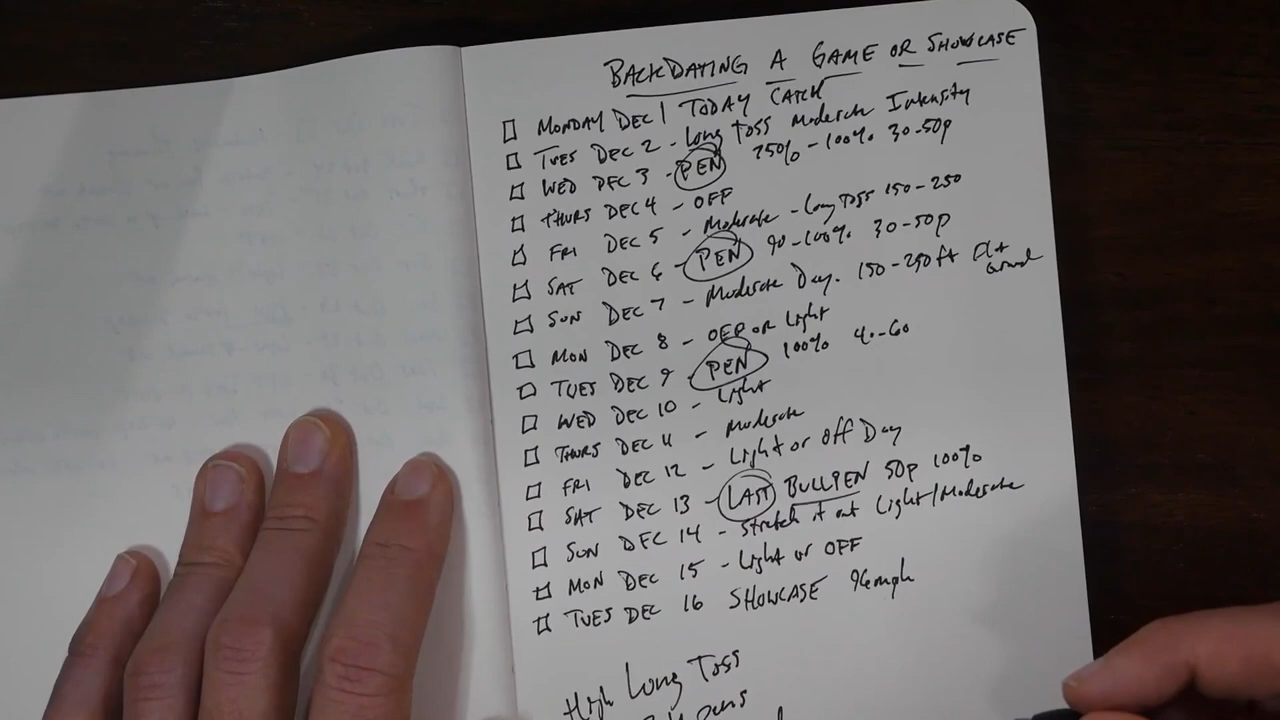 BACKDATING A GAME OR SHOWCASE
MONDAY DEC 1 TODAY CATCH
TUES DEC 2 - Long Toss Moderate Intensity
WED DEC 3 - PEN 75% - 100% 30-50p
THURS DEC 4 - OFF
FRI DEC 5 - Moderate - Long Toss 150-250
SAT DEC 6 - PEN 90-100% 30-50p
SUN DEC 7 - Moderate Day. 150-250ft Flat Ground
MON DEC 8 - OFF or Light
TUES DEC 9 - PEN 100% 40-60
WED DEC 10 - Light
THURS DEC 11 - Moderate
FRI DEC 12 - Light or Off Day
SAT DEC 13 - LAST BULLPEN 50p 100%
SUN DEC 14 - Stretch it out Light/Moderate
MON DEC 15 - Light or OFF
TUES DEC 16 SHOWCASE 96mph
High Long Toss